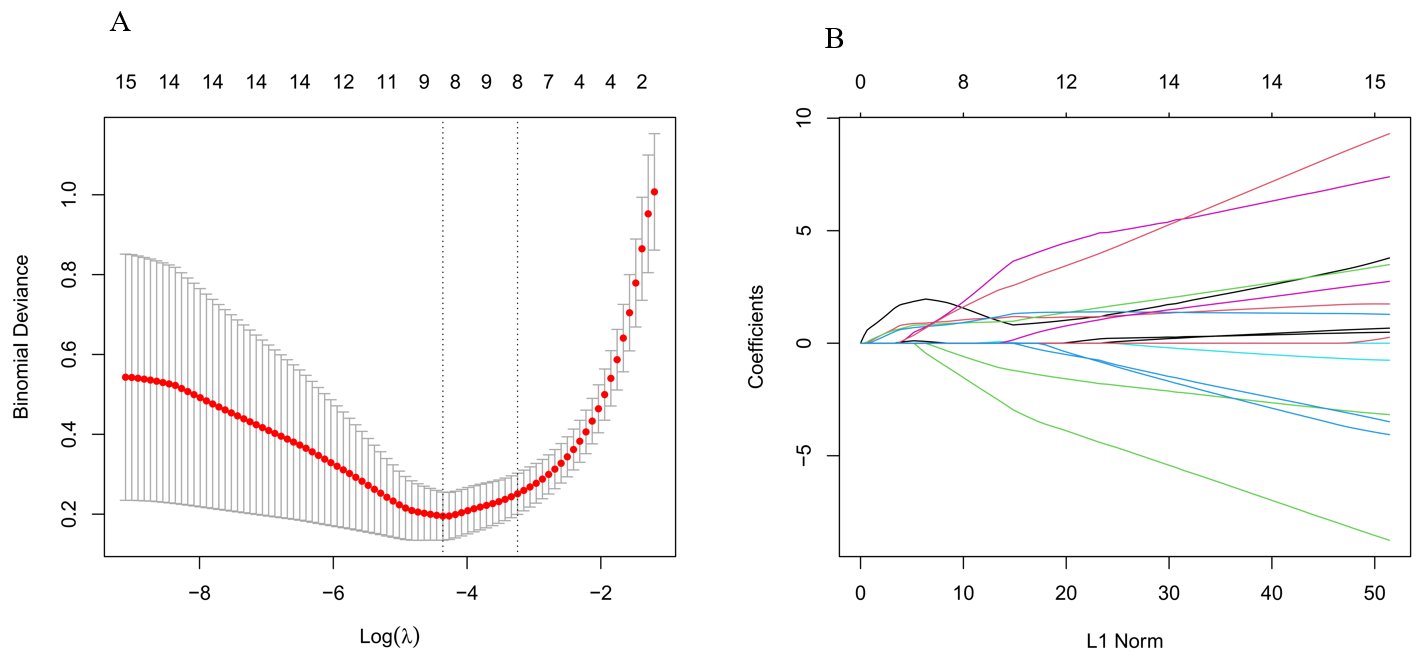 A
15 14 14 14 14 12 11 9 8 9 8 7 4 4 2
Binomial Deviance
1.0
0.8
0.6
0.4
0.2
−8 −6 −4 −2
Log(λ)
B
0 8 12 14 14 15
Coefficients
10
5
0
−5
0 10 20 30 40 50
L1 Norm